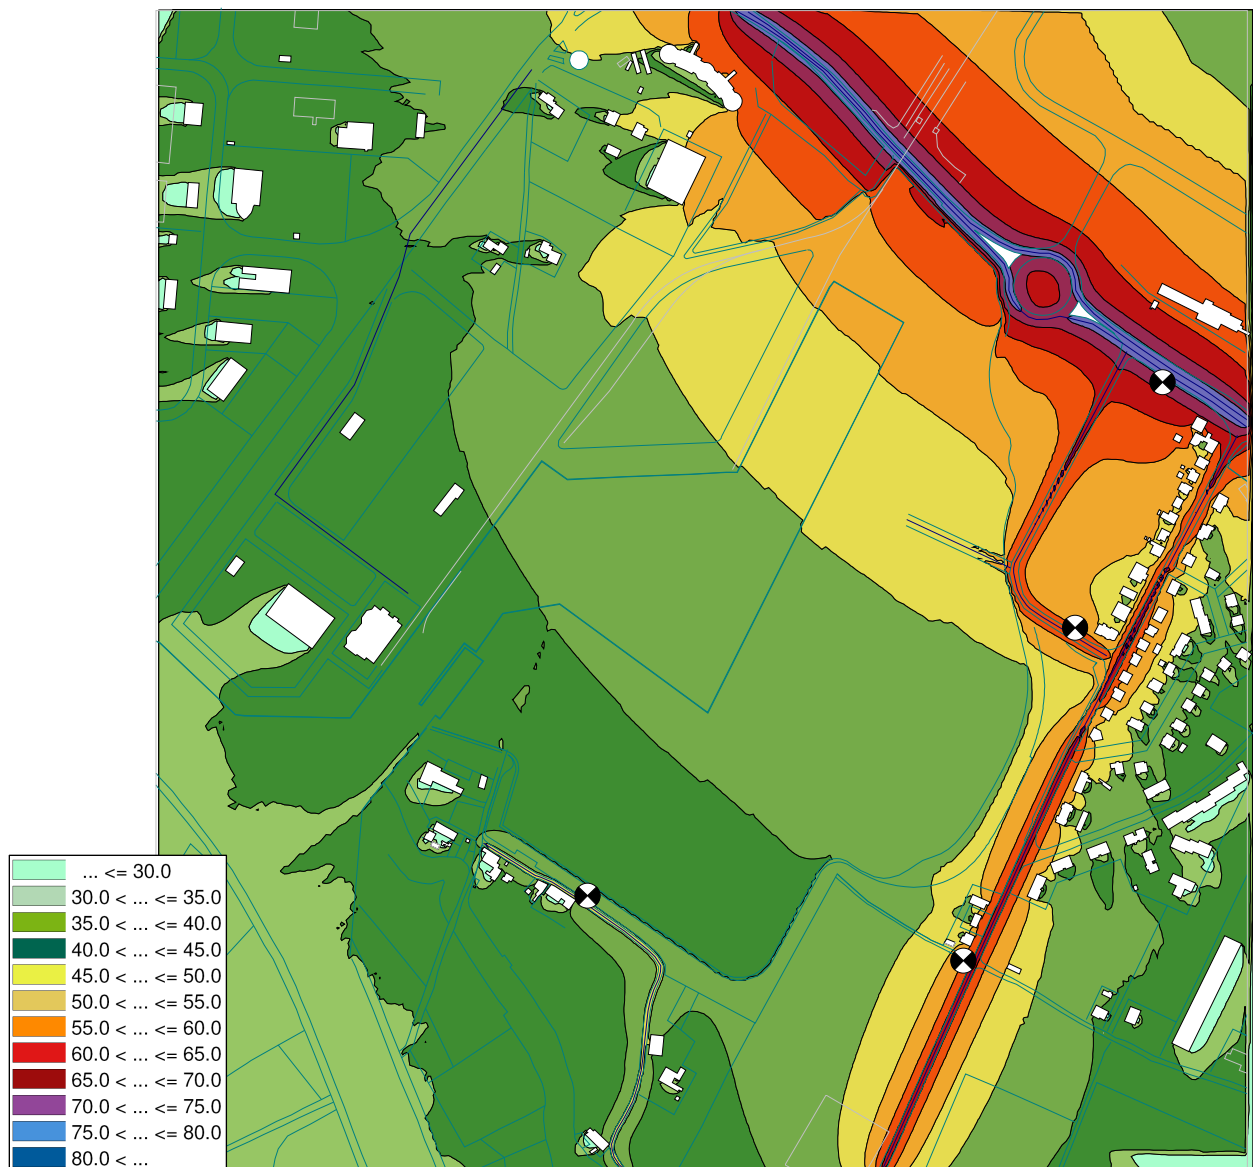 ... <= 30.0
30.0 < ... <= 35.0
35.0 < ... <= 40.0
40.0 < ... <= 45.0
45.0 < ... <= 50.0
50.0 < ... <= 55.0
55.0 < ... <= 60.0
60.0 < ... <= 65.0
65.0 < ... <= 70.0
70.0 < ... <= 75.0
75.0 < ... <= 80.0
80.0 < ...